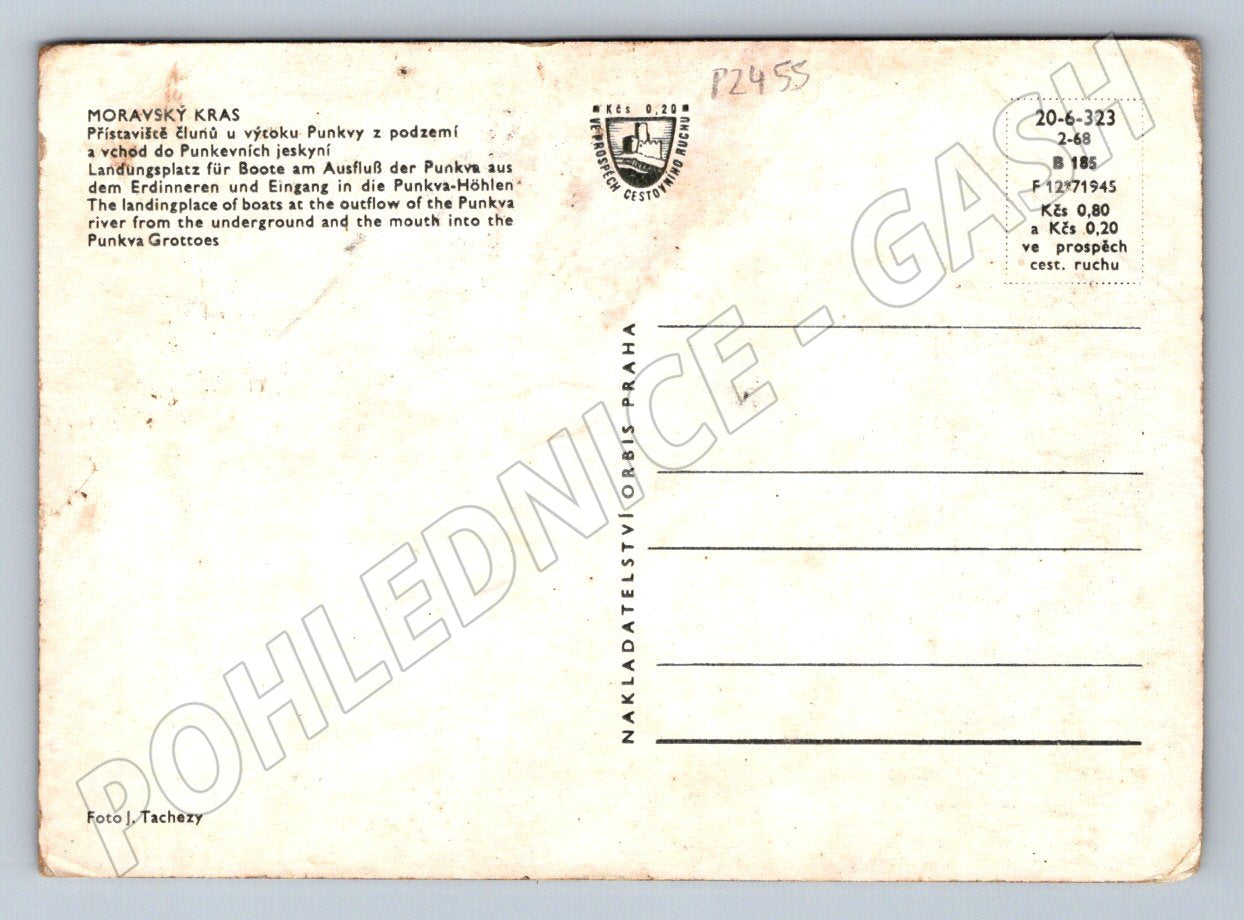 MORAVSKÝ KRAS
Přístaviště člunů u výtoku Punkvy z podzemí
a vchod do Punkevních jeskyní
Landungsplatz für Boote am Ausfluß der Punkva aus
dem Erdinneren und Eingang in die Punkva-Höhlen
The landingplace of boats at the outflow of the Punkva
river from the underground and the mouth into the
Punkva Grottoes
Foto J. Tachezy
P2455
Kčs 0,20
VE PROSPĚCH CESTOVNÍHO RUCHU
NAKLADATELSTVÍ ORBIS PRAHA
20-6-323
2-68
B 185
F 12*71945
Kčs 0,80
a Kčs 0,20
ve prospěch
cest. ruchu
POHLEDNICE - GASH